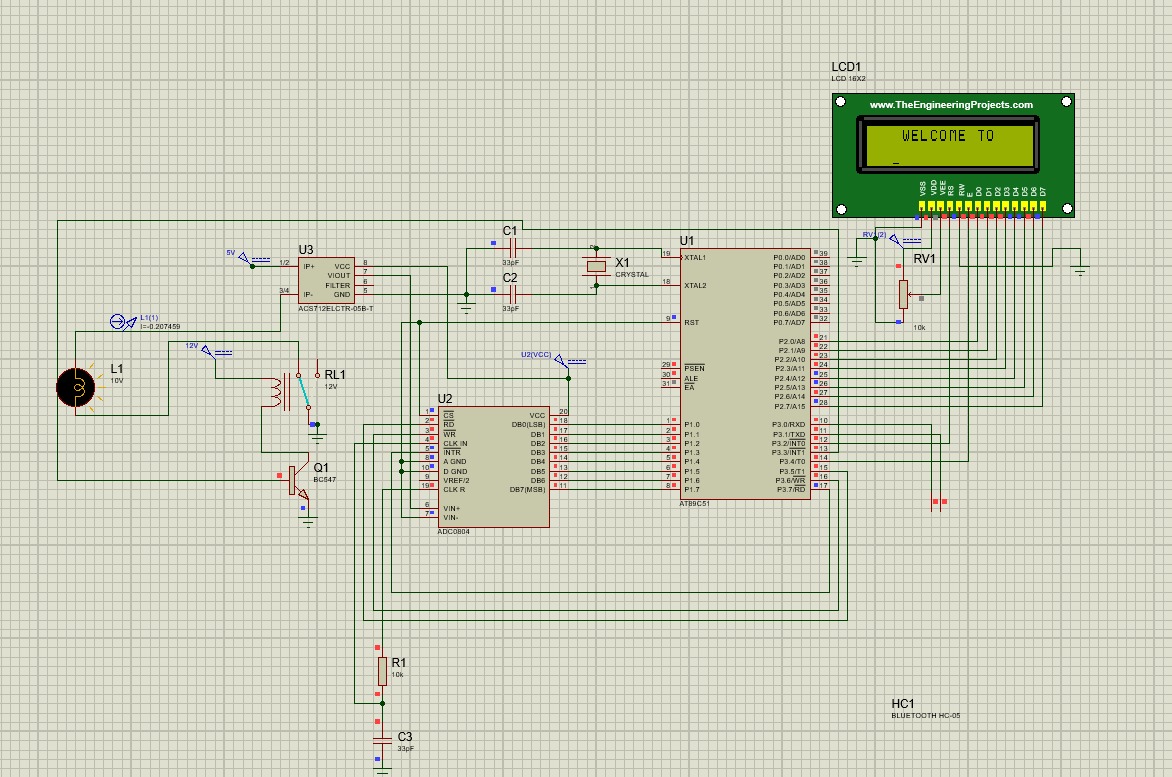 LCD1
LCD 16X2
www.TheEngineeringProjects.com
WELCOME TO
_
VSS VDD VEE RS RW E D0 D1 D2 D3 D4 D5 D6 D7
RV1(2)
RV1
10k
U3
5V
1/2 IP+ VCC 8
VIOUT 7
FILTER 6
3/4 IP- GND 5
ACS712ELCTR-05B-T
L1(1)
I=-0.207459
12V
L1
10V
RL1
12V
Q1
BC547
C1
33pF
C2
33pF
X1
CRYSTAL
U2(VCC)
U1
19 XTAL1
18 XTAL2
9 RST
29 PSEN
30 ALE
31 EA
1 P1.0
2 P1.1
3 P1.2
4 P1.3
5 P1.4
6 P1.5
7 P1.6
8 P1.7
P0.0/AD0 39
P0.1/AD1 38
P0.2/AD2 37
P0.3/AD3 36
P0.4/AD4 35
P0.5/AD5 34
P0.6/AD6 33
P0.7/AD7 32
P2.0/A8 21
P2.1/A9 22
P2.2/A10 23
P2.3/A11 24
P2.4/A12 25
P2.5/A13 26
P2.6/A14 27
P2.7/A15 28
P3.0/RXD 10
P3.1/TXD 11
P3.2/INT0 12
P3.3/INT1 13
P3.4/T0 14
P3.5/T1 15
P3.6/WR 16
P3.7/RD 17
AT89C51
U2
1 CS VCC 20
2 RD DB0(LSB) 18
3 WR DB1 17
4 CLK IN DB2 16
5 INTR DB3 15
8 A GND DB4 14
10 D GND DB5 13
9 VREF/2 DB6 12
19 CLK R DB7(MSB) 11
6 VIN+
7 VIN-
ADC0804
R1
10k
C3
33pF
HC1
BLUETOOTH HC-05